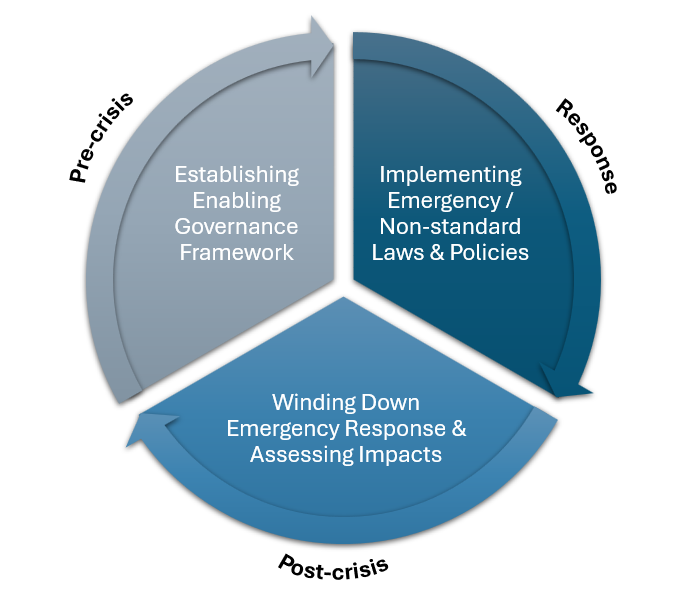 Pre-crisis
Establishing
Enabling
Governance
Framework
Response
Implementing
Emergency /
Non-standard
Laws & Policies
Winding Down
Emergency Response &
Assessing Impacts
Post-crisis